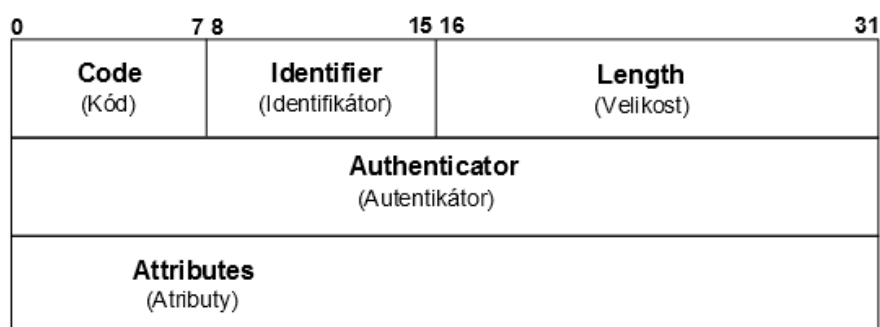 0 7 8 15 16 31
Code Identifier Length
(Kód) (Identifikátor) (Velikost)
Authenticator
(Autentikátor)
Attributes
(Atributy)